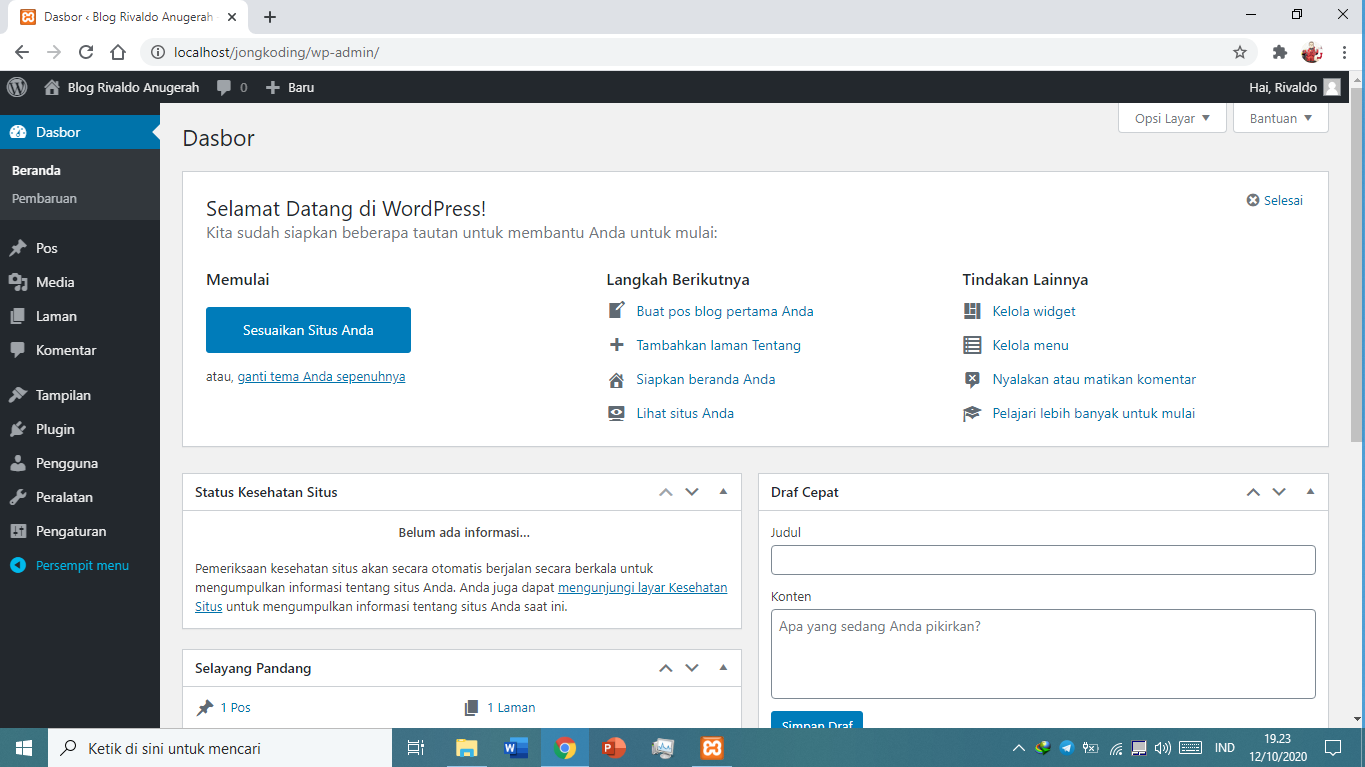 Dasbor ‹ Blog Rivaldo Anugerah
localhost/jongkoding/wp-admin/
Blog Rivaldo Anugerah 0 Baru Hai, Rivaldo
Dasbor
Beranda
Pembaruan
Pos
Media
Laman
Komentar
Tampilan
Plugin
Pengguna
Peralatan
Pengaturan
Persempit menu
Opsi Layar Bantuan
Dasbor
Selamat Datang di WordPress!
Selesai
Kita sudah siapkan beberapa tautan untuk membantu Anda untuk mulai:
Memulai
Sesuaikan Situs Anda
atau, ganti tema Anda sepenuhnya
Langkah Berikutnya
Buat pos blog pertama Anda
Tambahkan laman Tentang
Siapkan beranda Anda
Lihat situs Anda
Tindakan Lainnya
Kelola widget
Kelola menu
Nyalakan atau matikan komentar
Pelajari lebih banyak untuk mulai
Status Kesehatan Situs
Belum ada informasi...
Pemeriksaan kesehatan situs akan secara otomatis berjalan secara berkala untuk
mengumpulkan informasi tentang situs Anda. Anda juga dapat mengunjungi layar Kesehatan
Situs untuk mengumpulkan informasi tentang situs Anda saat ini.
Selayang Pandang
1 Pos 1 Laman
Draf Cepat
Judul
Konten
Apa yang sedang Anda pikirkan?
Simpan Draf
Ketik di sini untuk mencari
IND
19.23
12/10/2020